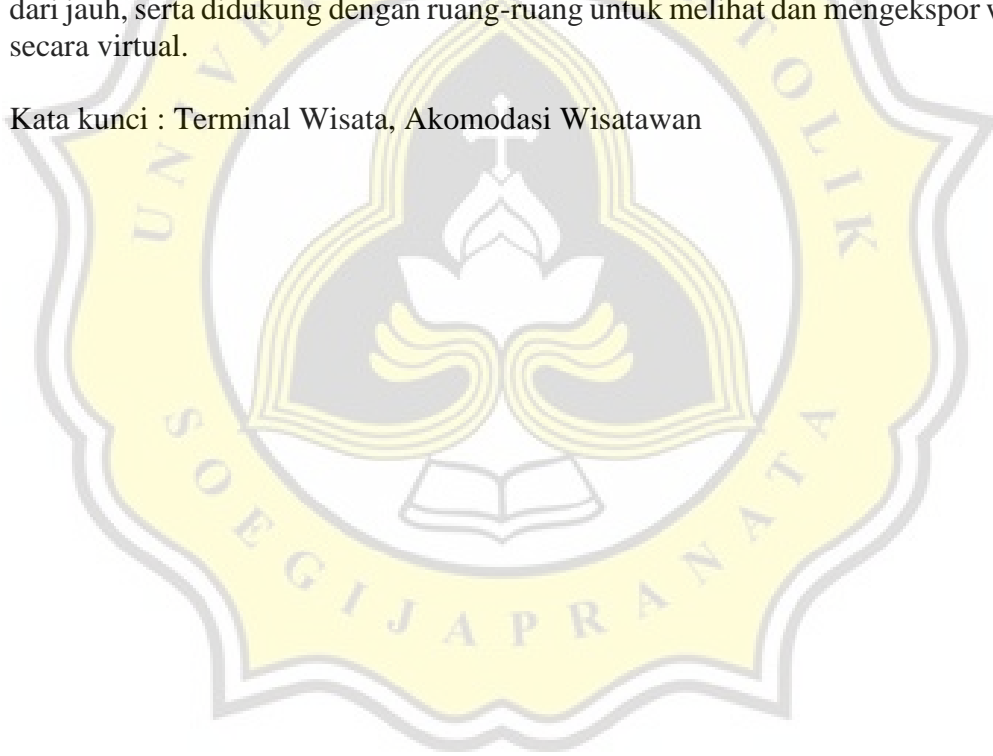 dari jauh, serta didukung dengan ruang-ruang untuk melihat dan mengekspor
secara virtual.
Kata kunci : Terminal Wisata, Akomodasi Wisatawan
SOEGIJAPRANATA